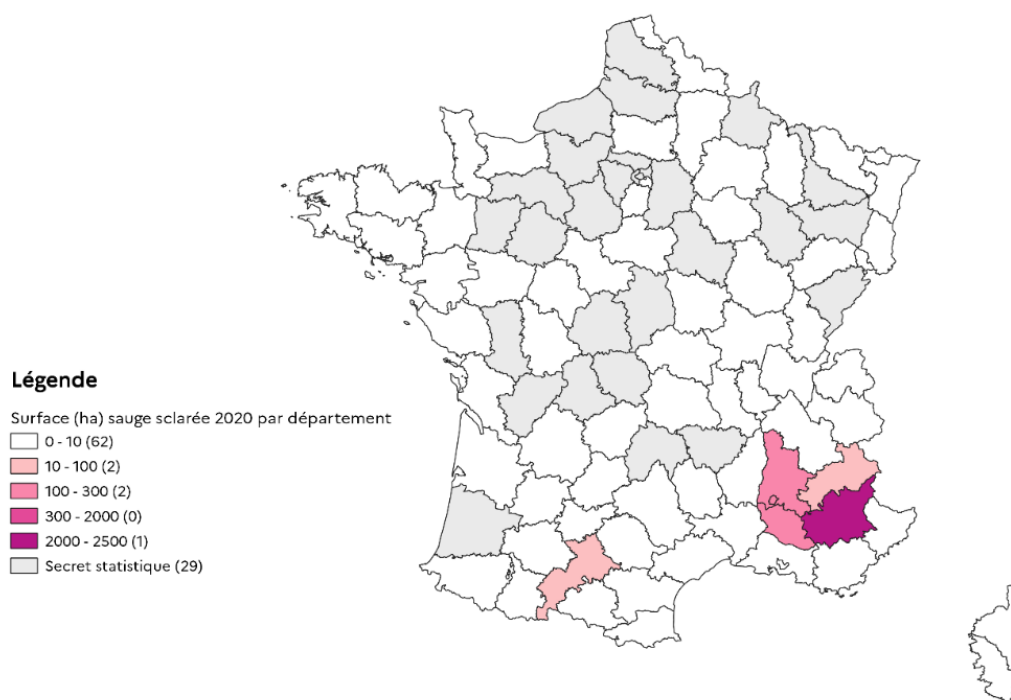 Légende
Surface (ha) sauge sclarée 2020 par département
0 - 10 (62)
10 - 100 (2)
100 - 300 (2)
300 - 2000 (0)
2000 - 2500 (1)
Secret statistique (29)